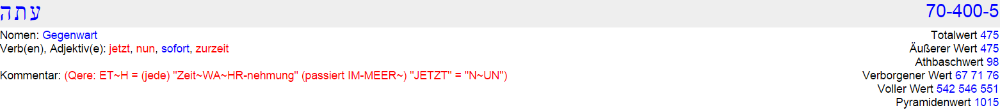 עתה 70-400-5
Nomen: Gegenwart Totalwert 475
Verb(en), Adjektiv(e): jetzt, nun, sofort, zurzeit Äußerer Wert 475
Athbaschwert 98
Kommentar: (Qere: ET~H = (jede) "Zeit~WA~HR-nehmung" (passiert IM-MEER~) "JETZT" = "N~UN") Verborgener Wert 67 71 76
Voller Wert 542 546 551
Pyramidenwert 1015